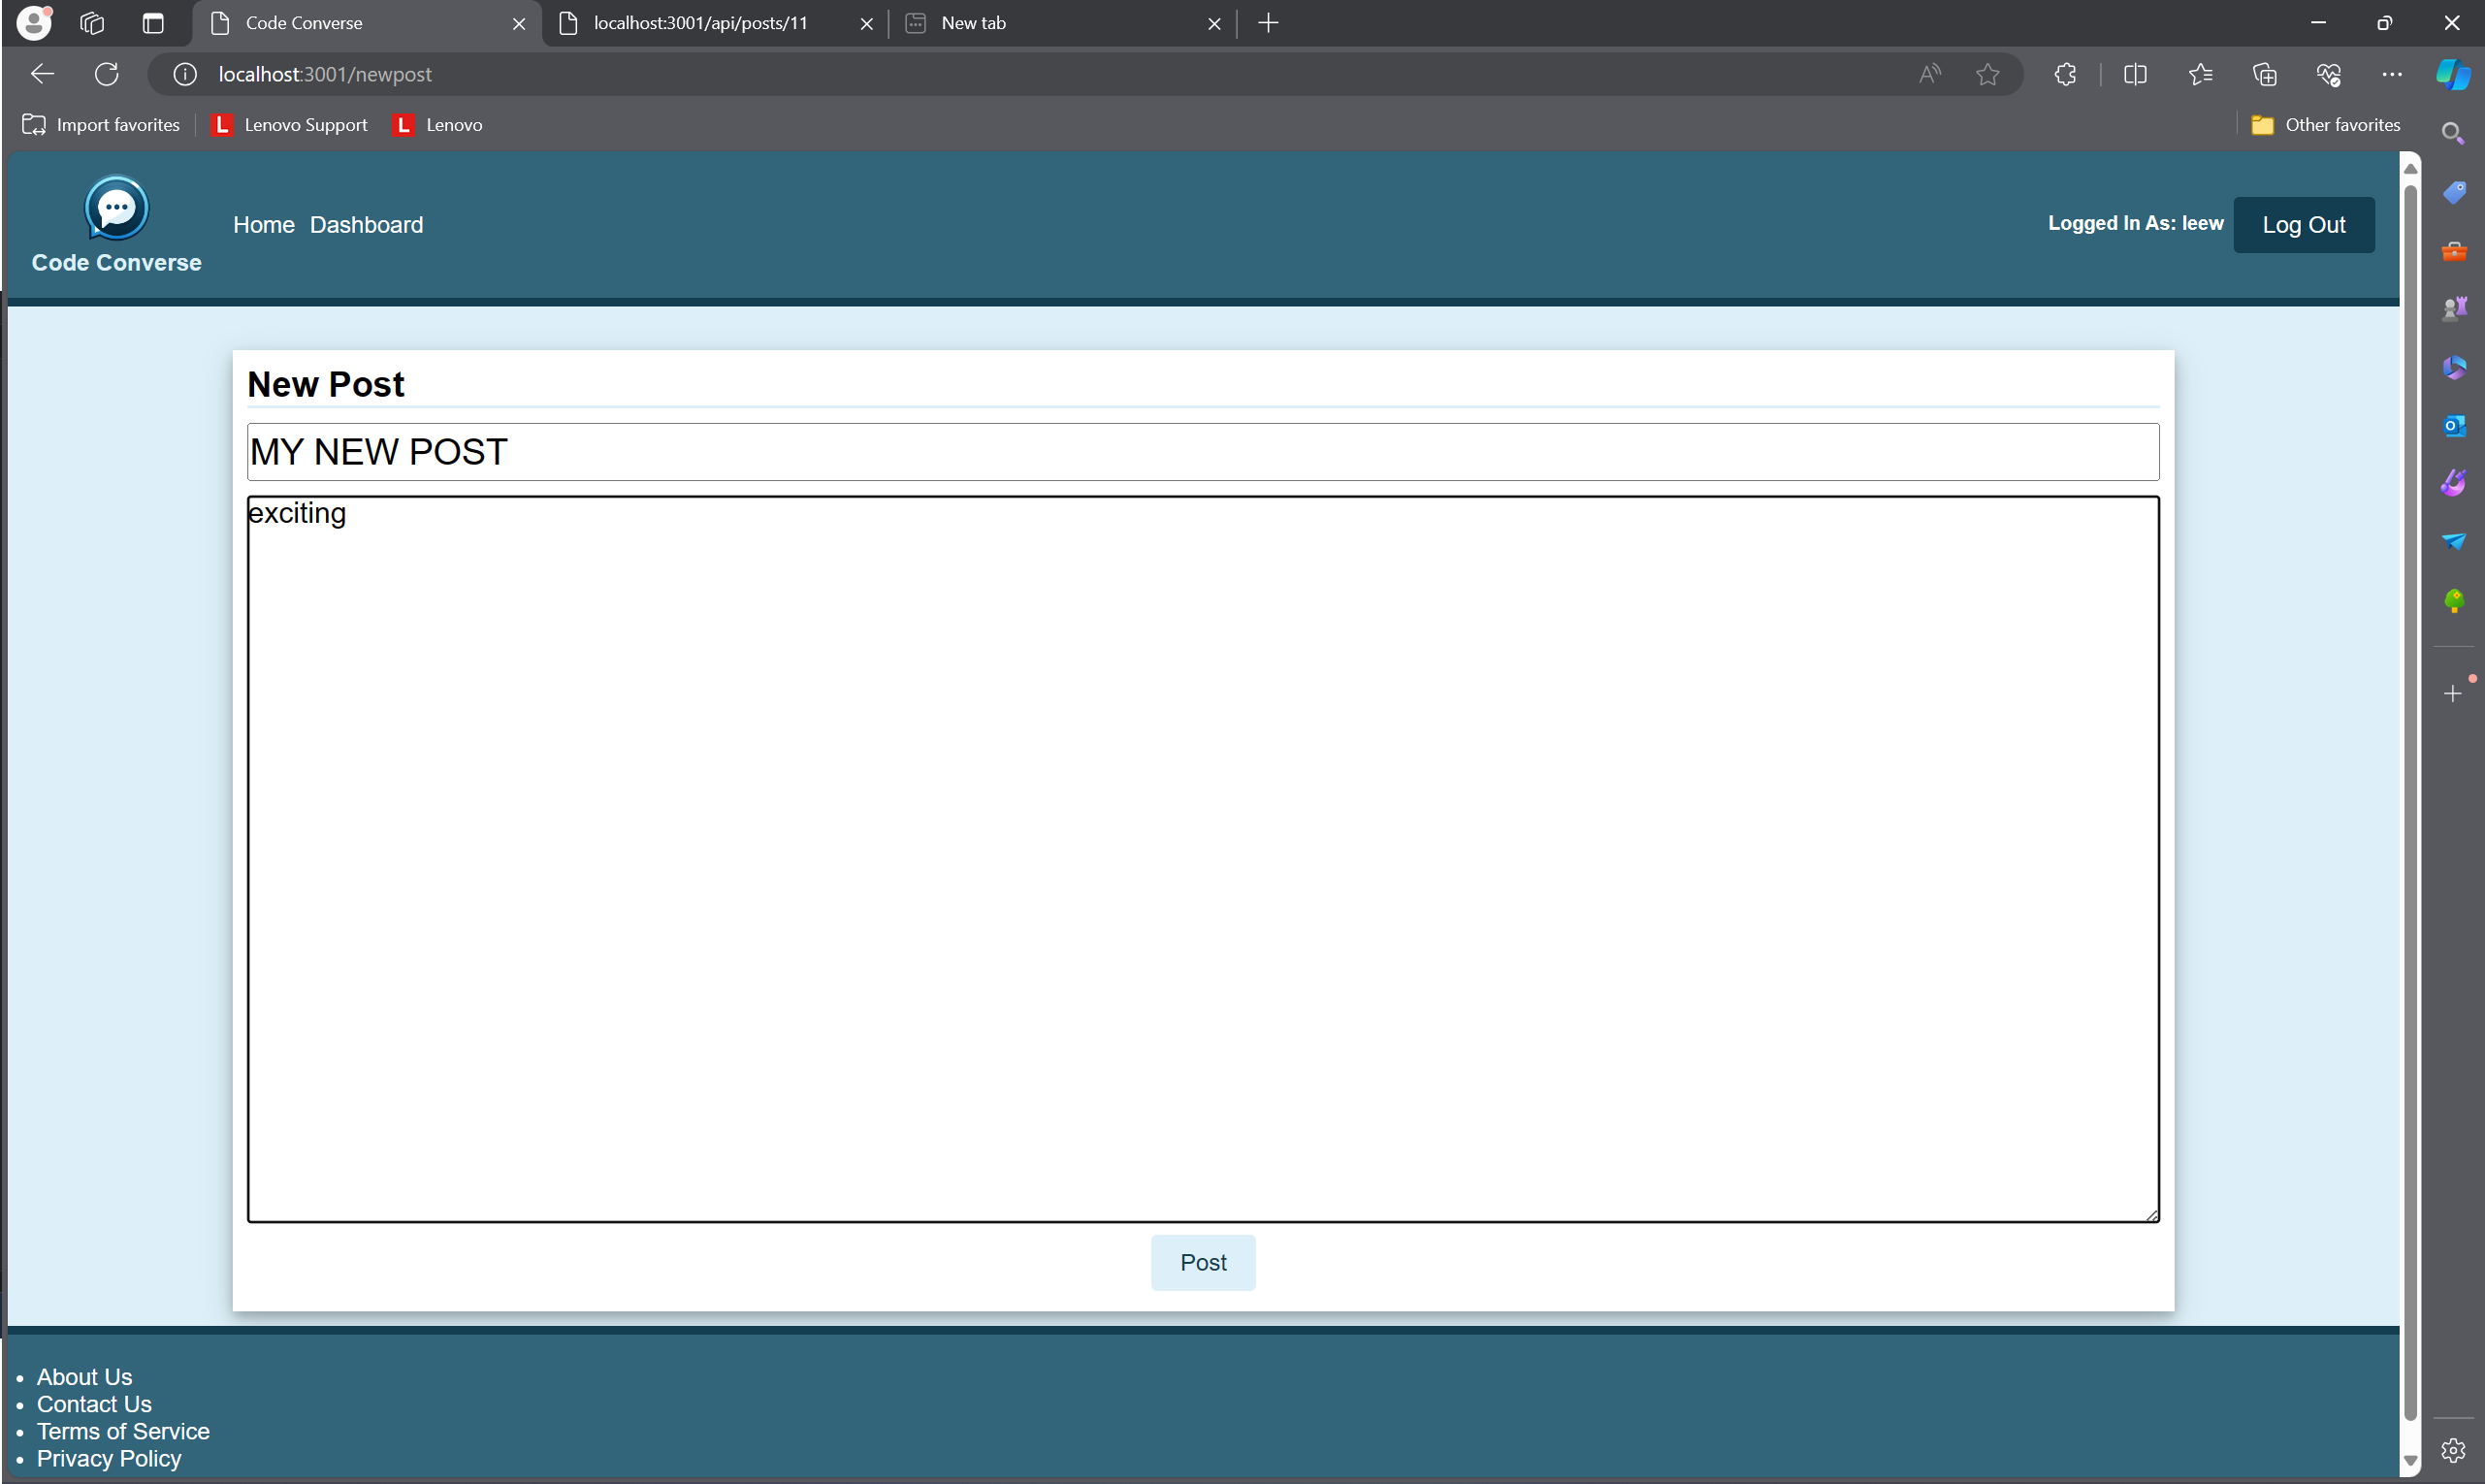 Code Converse
localhost:3001/api/posts/11
New tab
localhost:3001/newpost
Import favorites
L Lenovo Support
L Lenovo
Other favorites
Code Converse
Home Dashboard
Logged In As: leew
Log Out
New Post
MY NEW POST
exciting
Post
• About Us
• Contact Us
• Terms of Service
• Privacy Policy